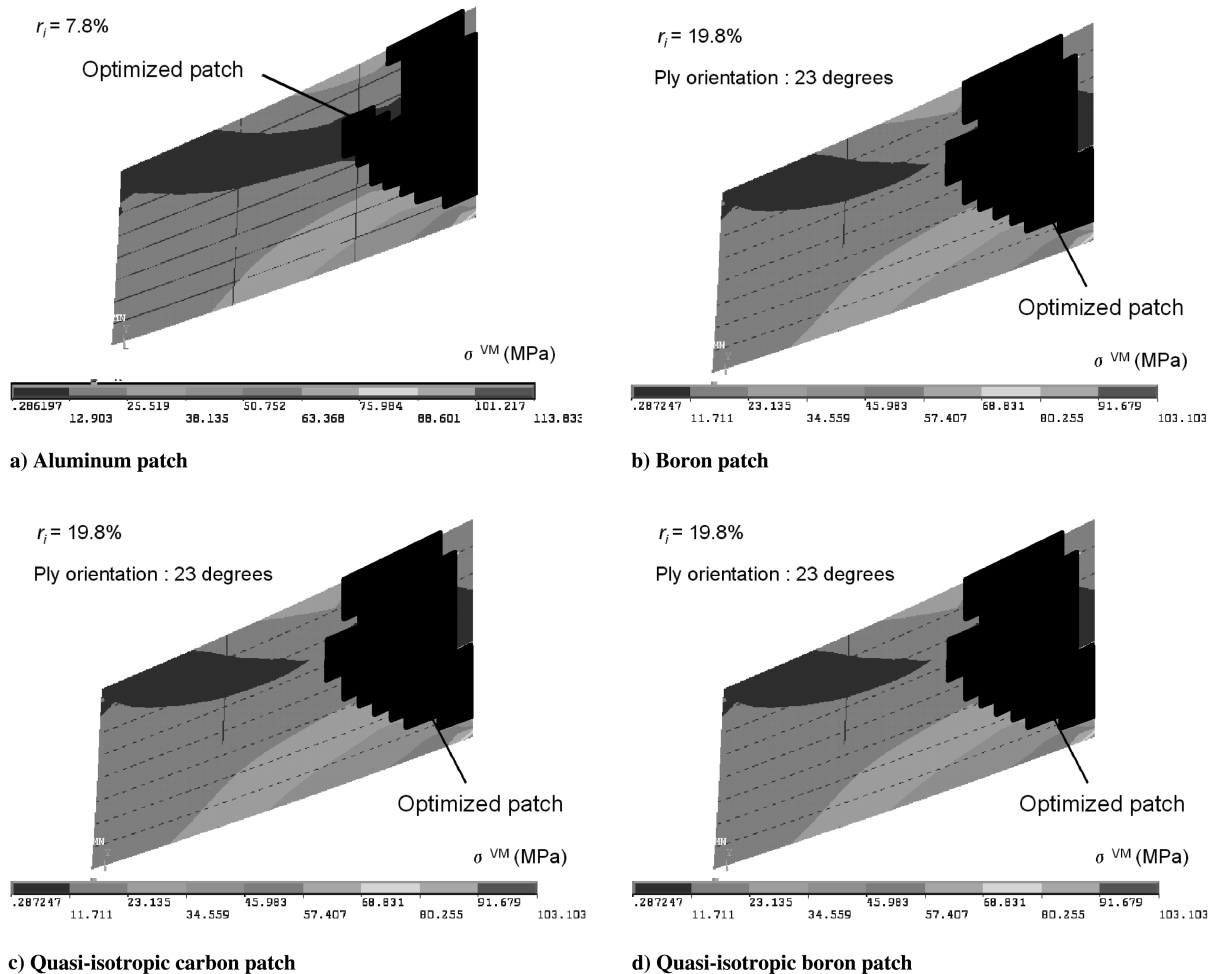 r_i = 7.8%
Optimized patch
MN
Y
σ VM (MPa)
.286197 25.519 50.752 75.984 101.217
12.903 38.135 63.368 88.601 113.833
a) Aluminum patch
r_i = 19.8%
Ply orientation : 23 degrees
Optimized patch
MN
Y
σ VM (MPa)
.287247 23.135 45.983 68.831 91.679
11.711 34.559 57.407 80.255 103.103
b) Boron patch
r_i = 19.8%
Ply orientation : 23 degrees
Optimized patch
MN
Y
σ VM (MPa)
.287247 23.135 45.983 68.831 91.679
11.711 34.559 57.407 80.255 103.103
c) Quasi-isotropic carbon patch
r_i = 19.8%
Ply orientation : 23 degrees
Optimized patch
MN
Y
σ VM (MPa)
.287247 23.135 45.983 68.831 91.679
11.711 34.559 57.407 80.255 103.103
d) Quasi-isotropic boron patch